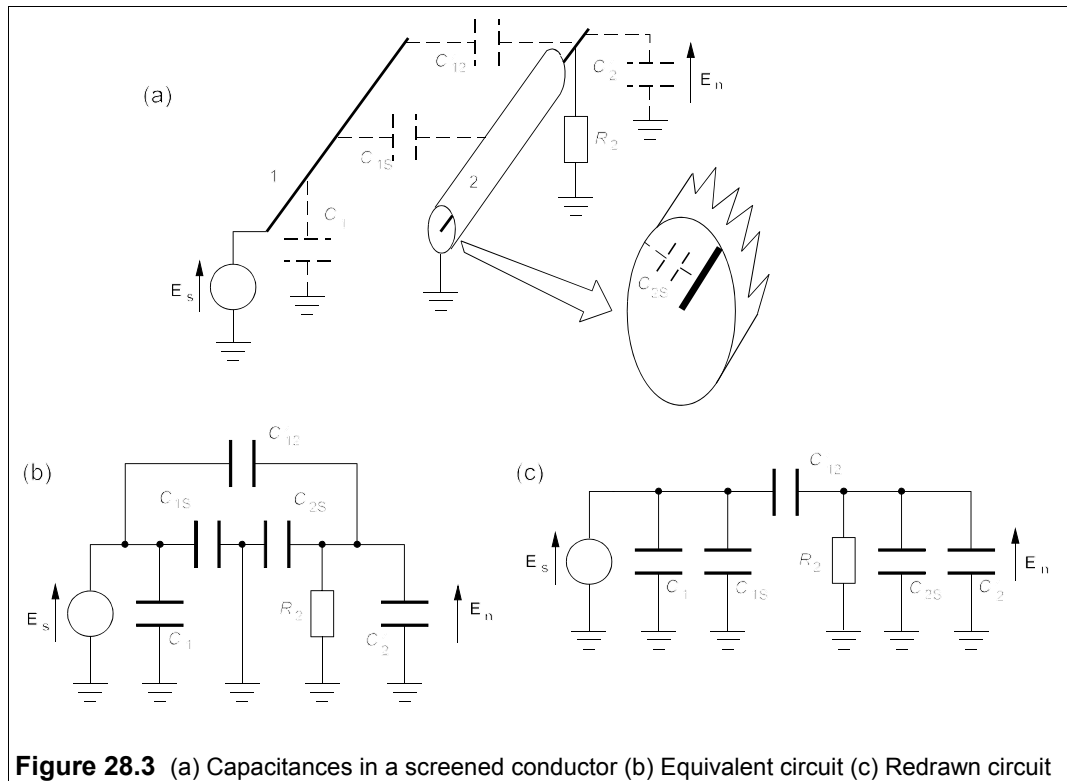 C12
C2
En
(a)
C1S
R2
1
2
C1
Es
C2S
(b)
C12
C1S
C2S
Es
C1
R2
C2
En
(c)
C12
Es
C1
C1S
R2
C2S
C2
En
Figure 28.3 (a) Capacitances in a screened conductor (b) Equivalent circuit (c) Redrawn circuit